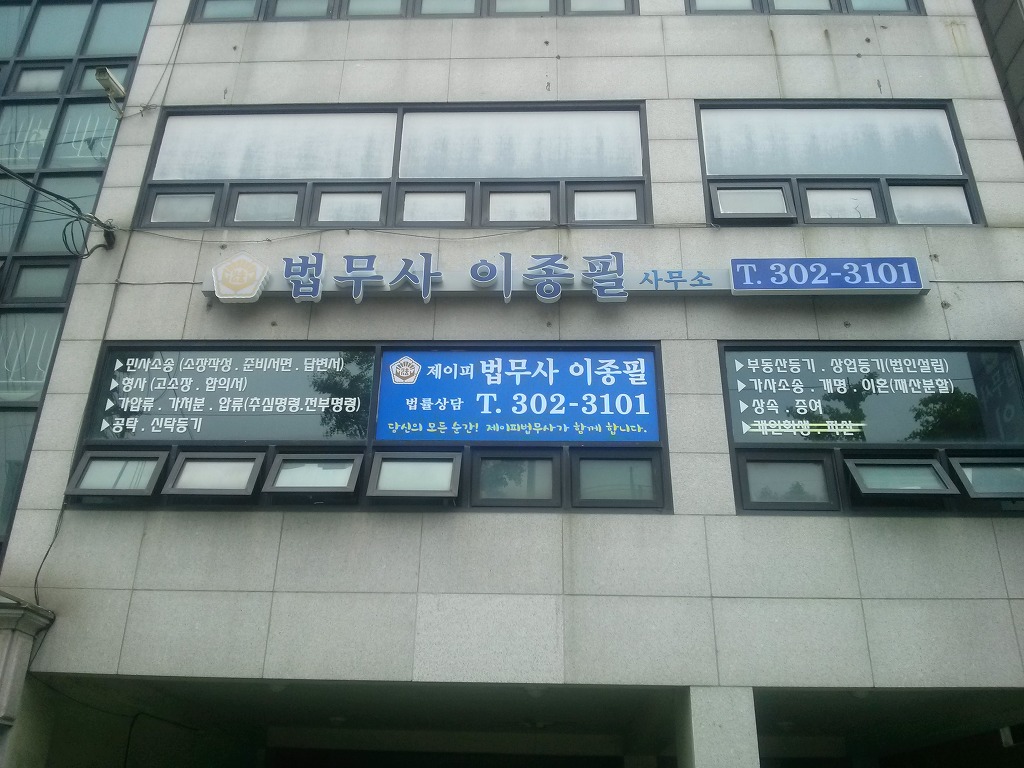 법무사 이종필 사무소 T. 302-3101
▶민사소송 (소장작성 . 준비서면 . 답변서)
▶형사 (고소장 . 합의서)
▶가압류 . 가처분 . 압류(추심명령.전부명령)
▶공탁 . 신탁등기
제이피 법무사 이종필
법률상담 T. 302-3101
당신의 모든 순간! 제이피법무사가 함께 합니다.
▶부동산등기 . 상업등기(법인설립)
▶가사소송 . 개명 . 이혼(재산분할)
▶상속 . 증여
▶개인회생 . 파산